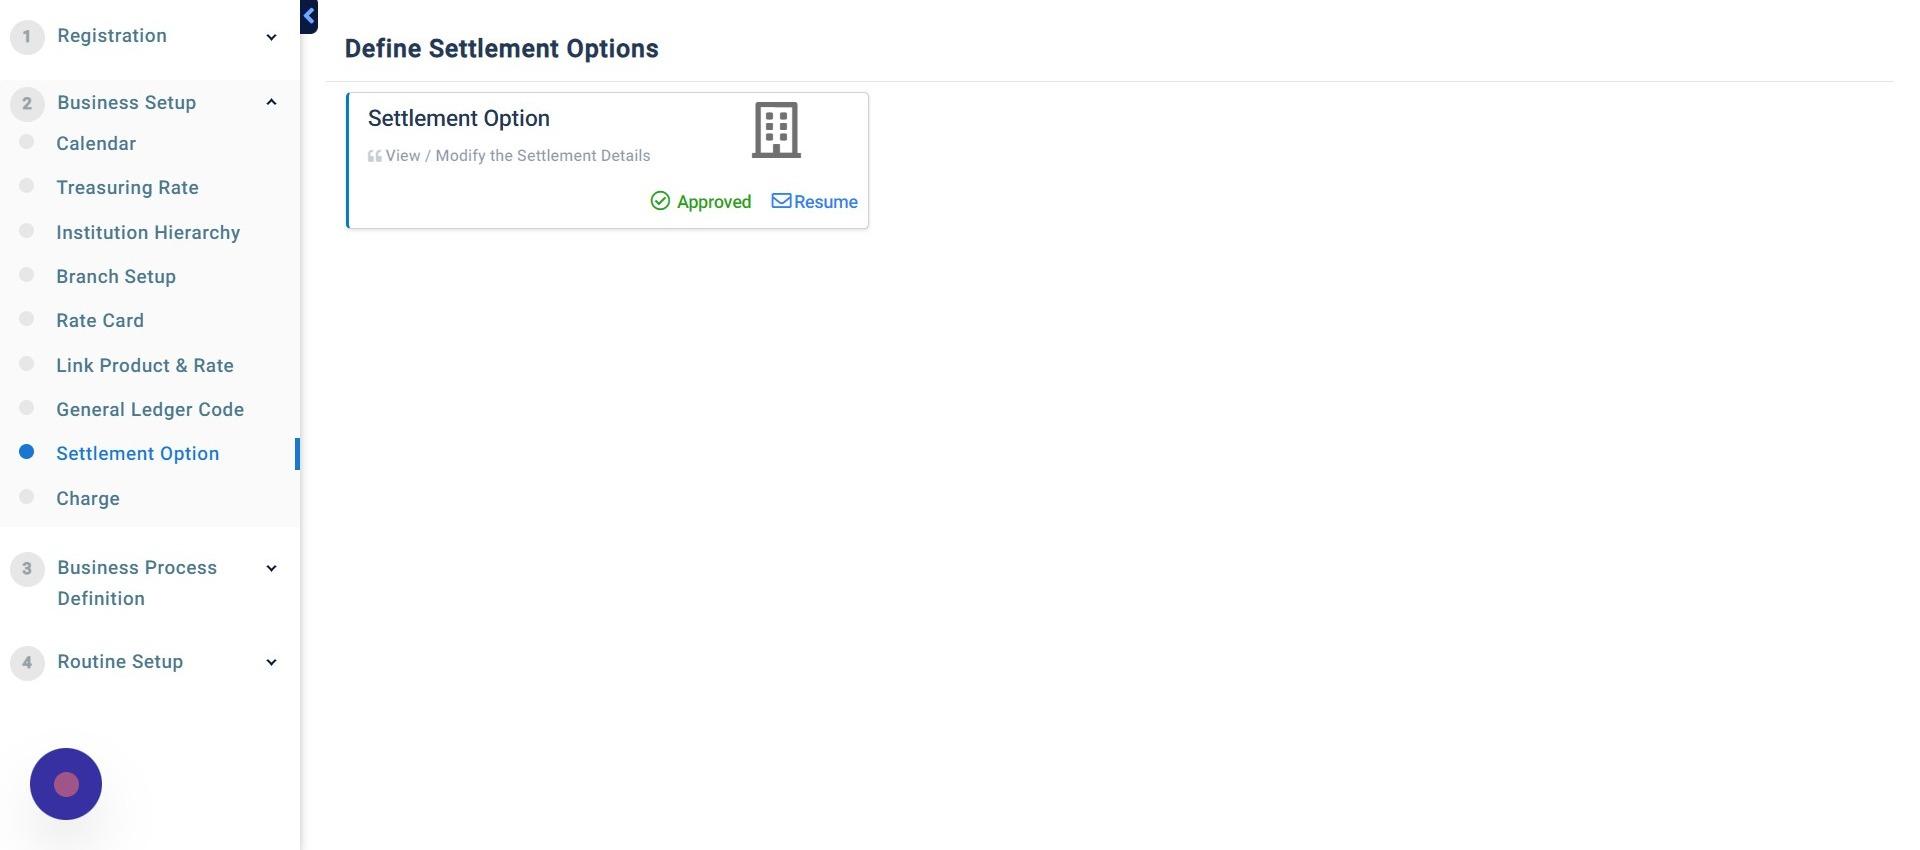 1 Registration
2 Business Setup
Calendar
Treasuring Rate
Institution Hierarchy
Branch Setup
Rate Card
Link Product & Rate
General Ledger Code
Settlement Option
Charge
3 Business Process
Definition
4 Routine Setup
Define Settlement Options
Settlement Option
View / Modify the Settlement Details
Approved Resume